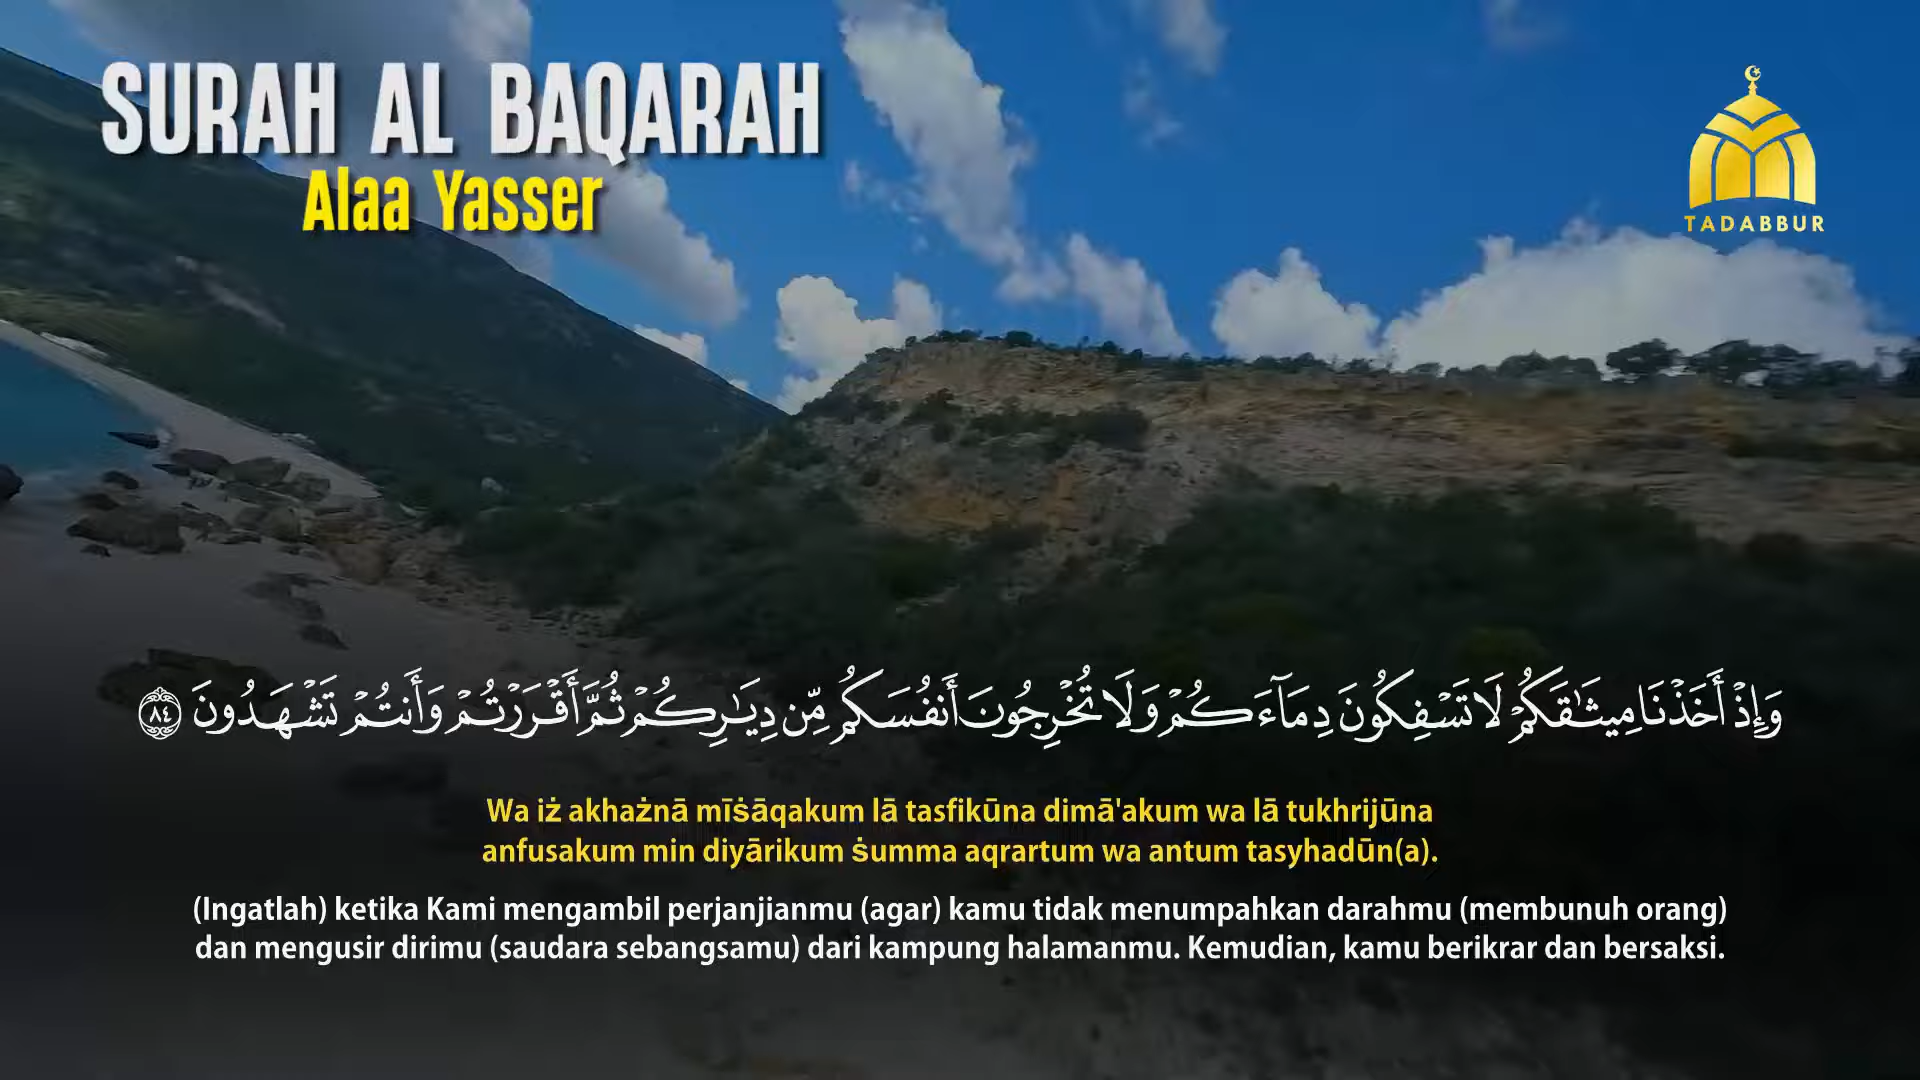 SURAH AL BAQARAH
Alaa Yasser
TADABBUR
وَإِذْ أَخَذْنَا مِيثَٰقَكُمْ لَا تَسْفِكُونَ دِمَآءَكُمْ وَلَا تُخْرِجُونَ أَنفُسَكُم مِّن دِيَٰرِكُمْ ثُمَّ أَقْرَرْتُمْ وَأَنتُمْ تَشْهَدُونَ ٨٤
Wa iż akhażnā mīṡāqakum lā tasfikūna dimā'akum wa lā tukhrijūna
anfusakum min diyārikum ṡumma aqrartum wa antum tasyhadūn(a).
(Ingatlah) ketika Kami mengambil perjanjianmu (agar) kamu tidak menumpahkan darahmu (membunuh orang)
dan mengusir dirimu (saudara sebangsamu) dari kampung halamanmu. Kemudian, kamu berikrar dan bersaksi.